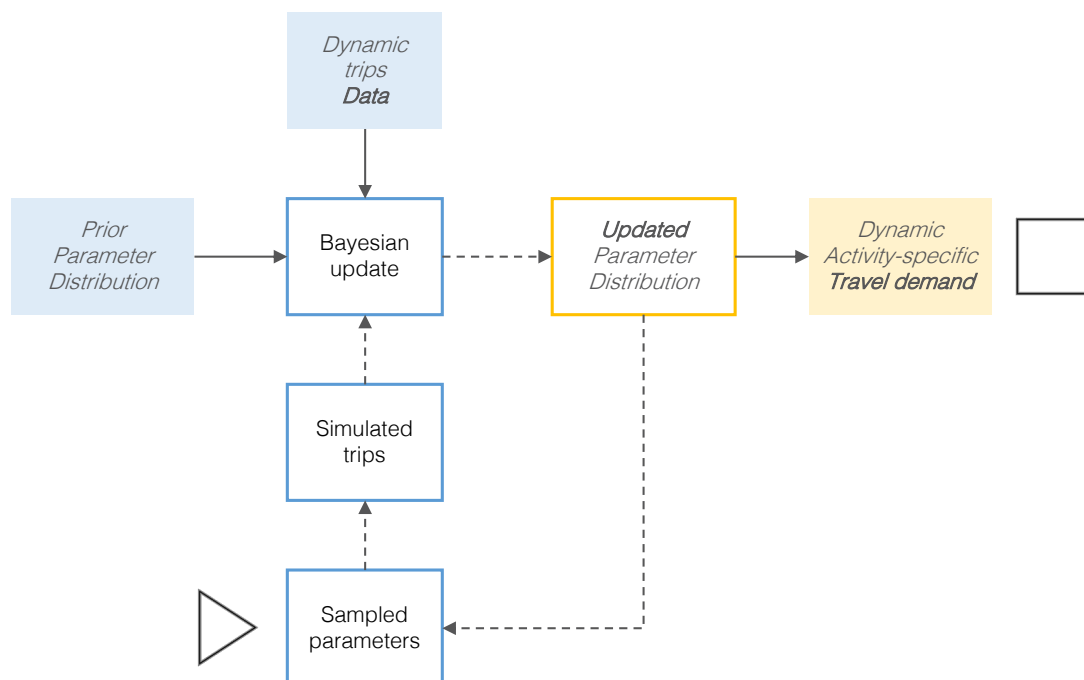 Dynamic
trips
Data
Prior
Parameter
Distribution
Bayesian
update
Updated
Parameter
Distribution
Dynamic
Activity-specific
Travel demand
Simulated
trips
Sampled
parameters